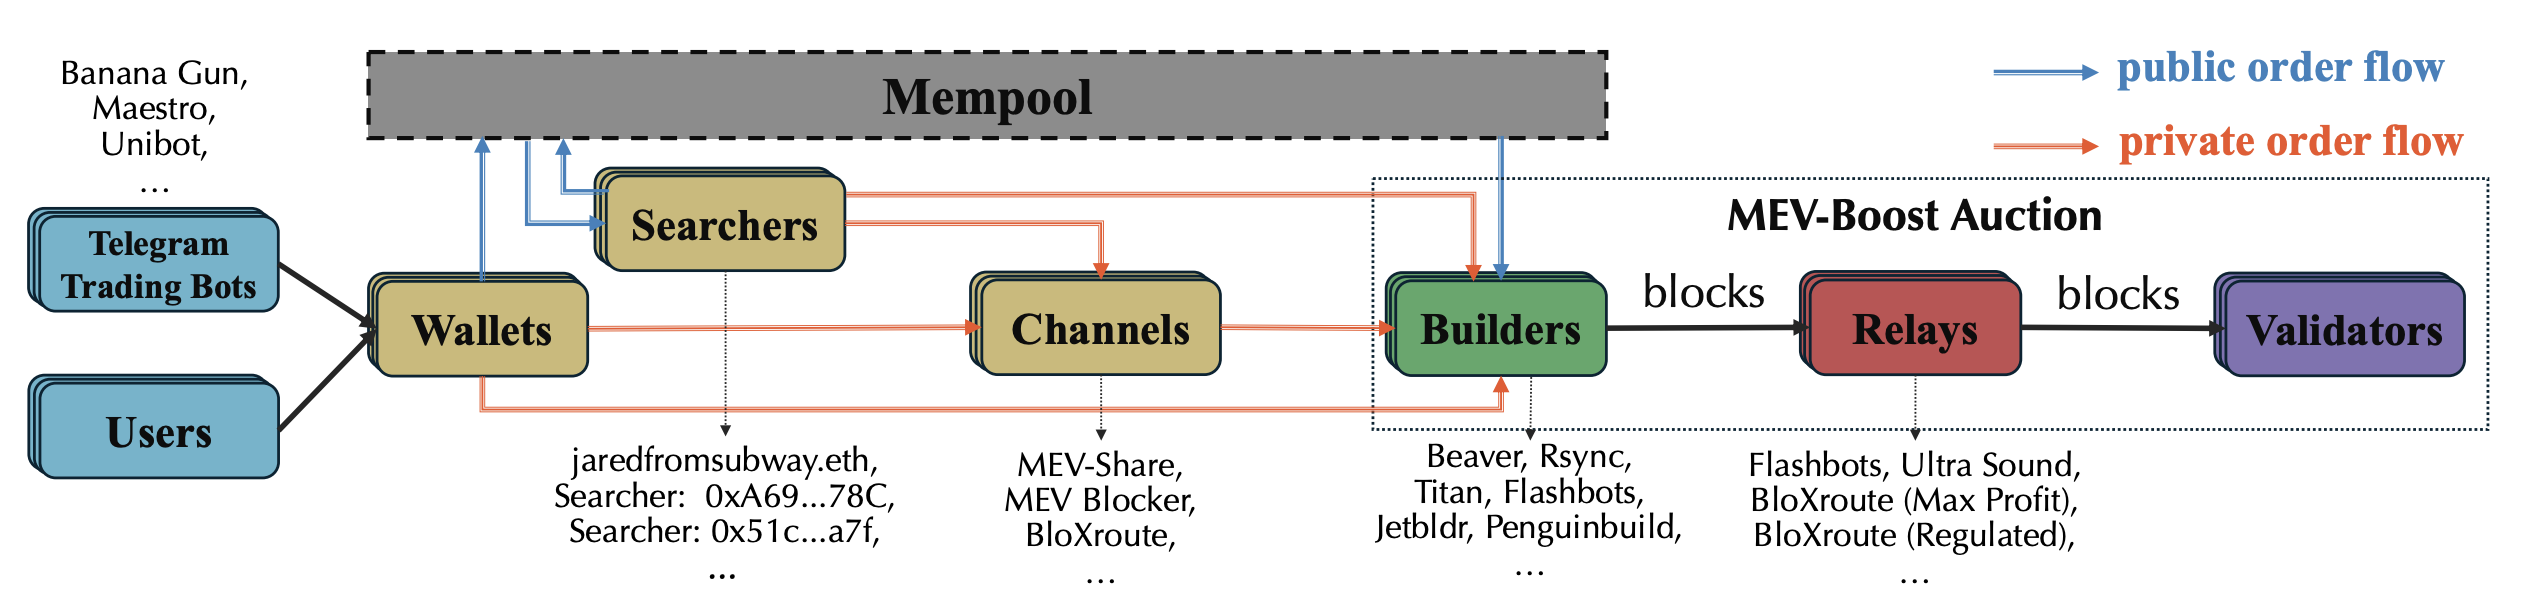 Banana Gun,
Maestro,
Unibot,
...
Mempool
public order flow
private order flow
Telegram
Trading Bots
Searchers
MEV-Boost Auction
Wallets
Channels
Builders
blocks
Relays
blocks
Validators
Users
jaredfromsubway.eth,
Searcher: 0xA69...78C,
Searcher: 0x51c...a7f,
...
MEV-Share,
MEV Blocker,
BloXroute,
...
Beaver, Rsync,
Titan, Flashbots,
Jetbldr, Penguinbuild,
...
Flashbots, Ultra Sound,
BloXroute (Max Profit),
BloXroute (Regulated),
...